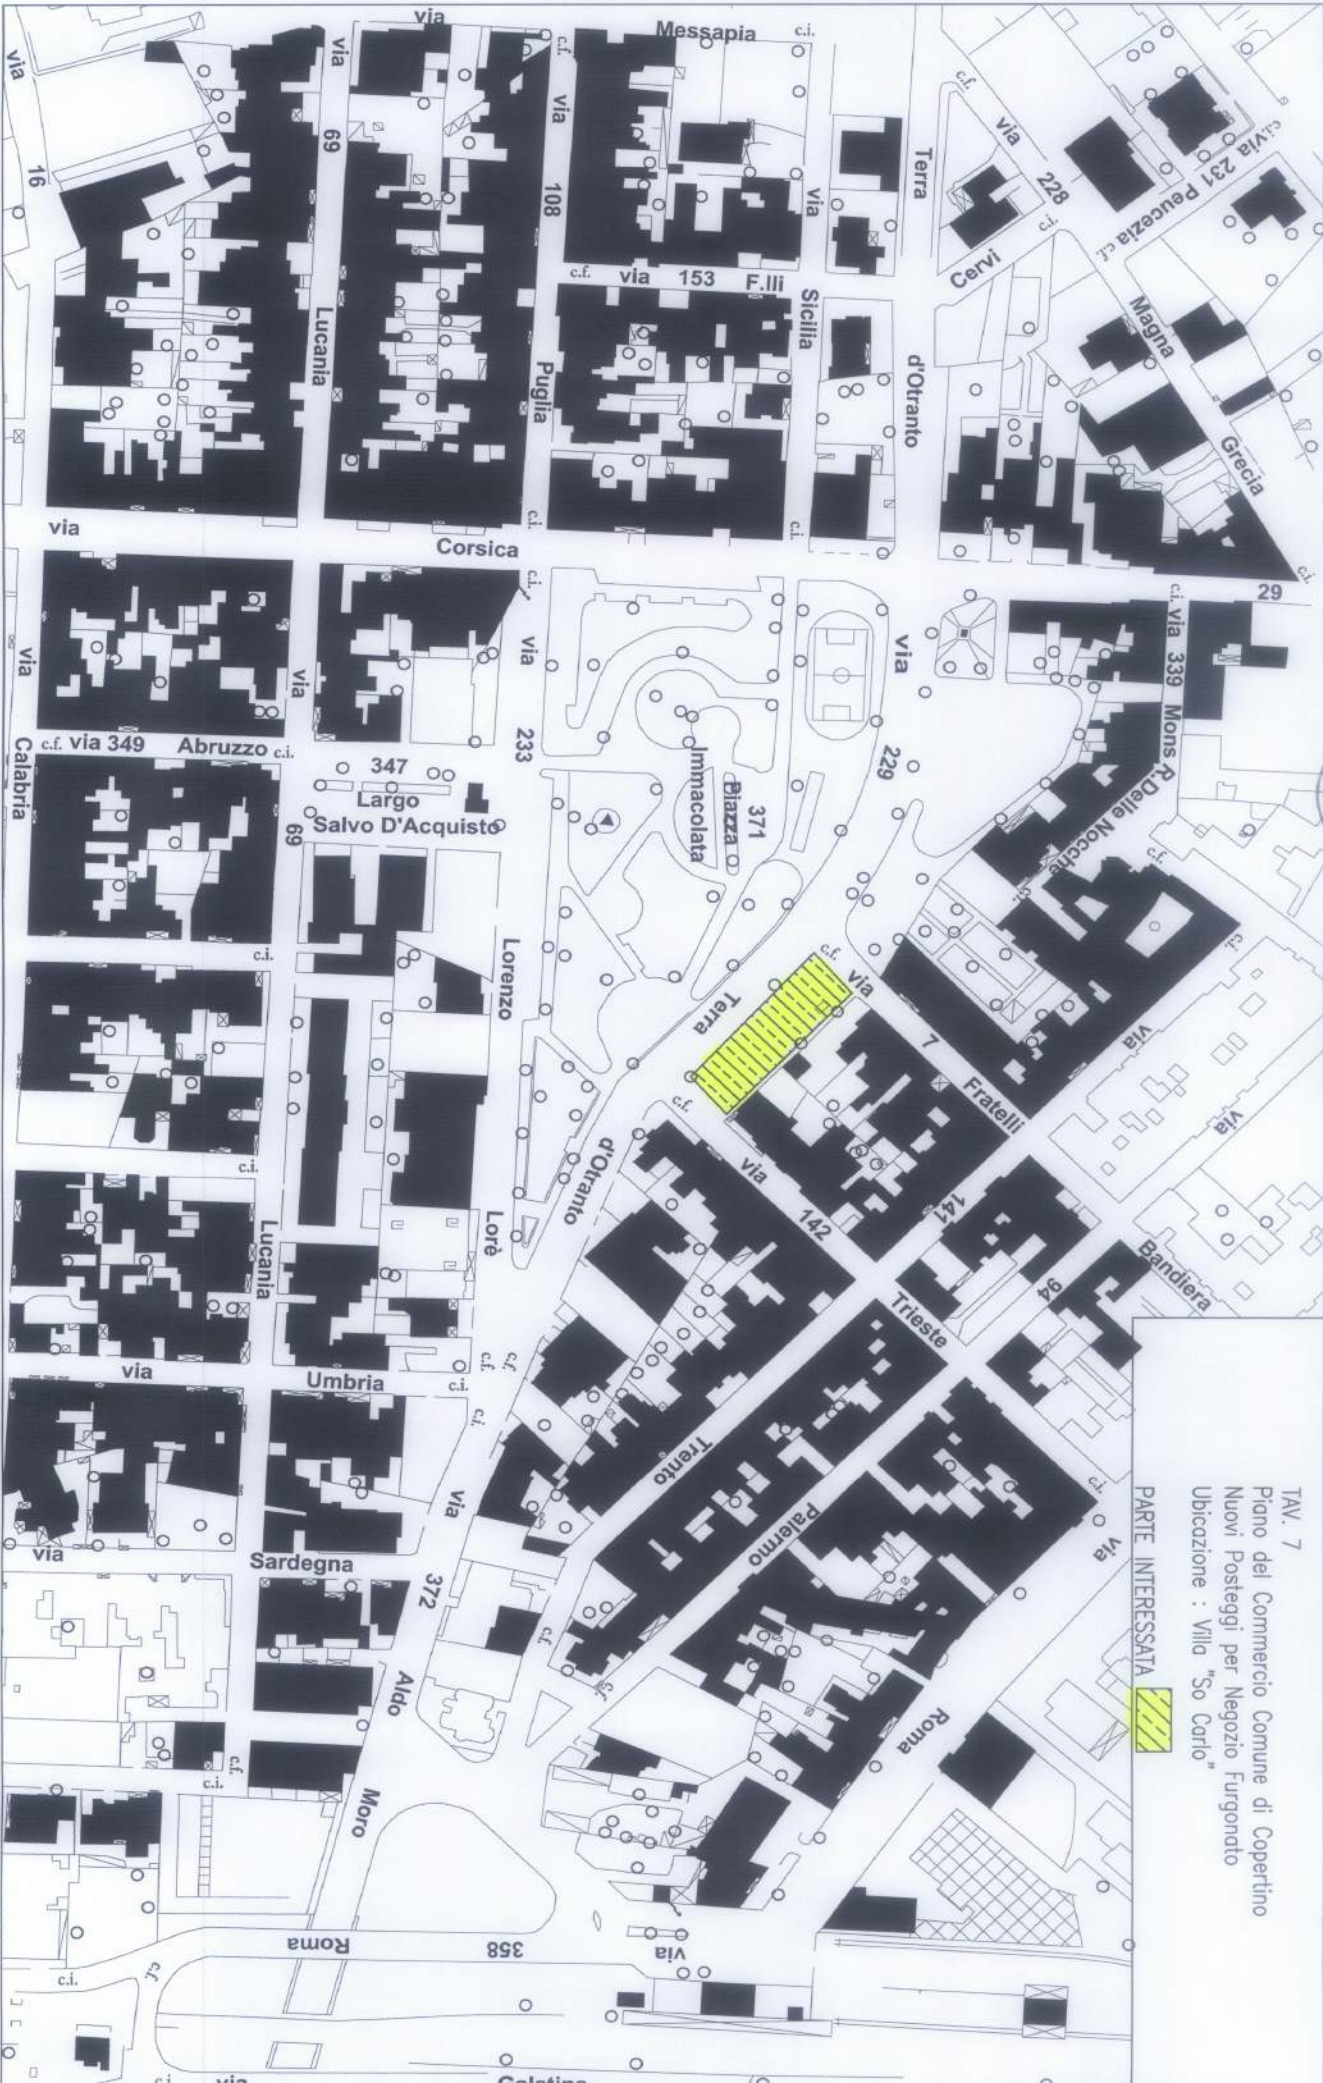 TAV. 7
Piano del Commercio Comune di Copertino
Nuovi Posteggi per Negozio Furgonato
Ubicazione : Villa "So Carlo"
PARTE INTERESSATA
via
Messapia
c.i.
via
69
Lucania
via
16
c.f.
via
108
Puglia
c.i.
c.f.
via
153
F.lli
Cervi
via
Sicilia
c.i.
Terra
d'Otranto
via
229
c.f.
via
228
c.i.
c.i.
via
231
Peucezia
c.f.
Magna
Grecia
c.i.
via
Corsica
29
c.i.
via
339
Mons
R.Delle Nocche
c.f.
c.i.
via
233
Lorenzo
Lorè
c.f.
via
Calabria
c.f.
via 349
Abruzzo
c.i.
via
69
Lucania
347
Largo
Salvo D'Acquisto
371
Piazza
Immacolata
c.f.
via
7
Fratelli
Bandiera
Terra
d'Otranto
c.f.
c.f.
via
142
Trieste
c.i.
via
141
Trento
via
94
Palermo
c.f.
c.f.
c.i.
c.i.
via
Umbria
c.i.
c.i.
via
372
Aldo
Moro
via
Sardegna
c.f.
c.i.
via
Roma
via
358
Roma
c.i.
c.f.
c.i.
via
Galatina